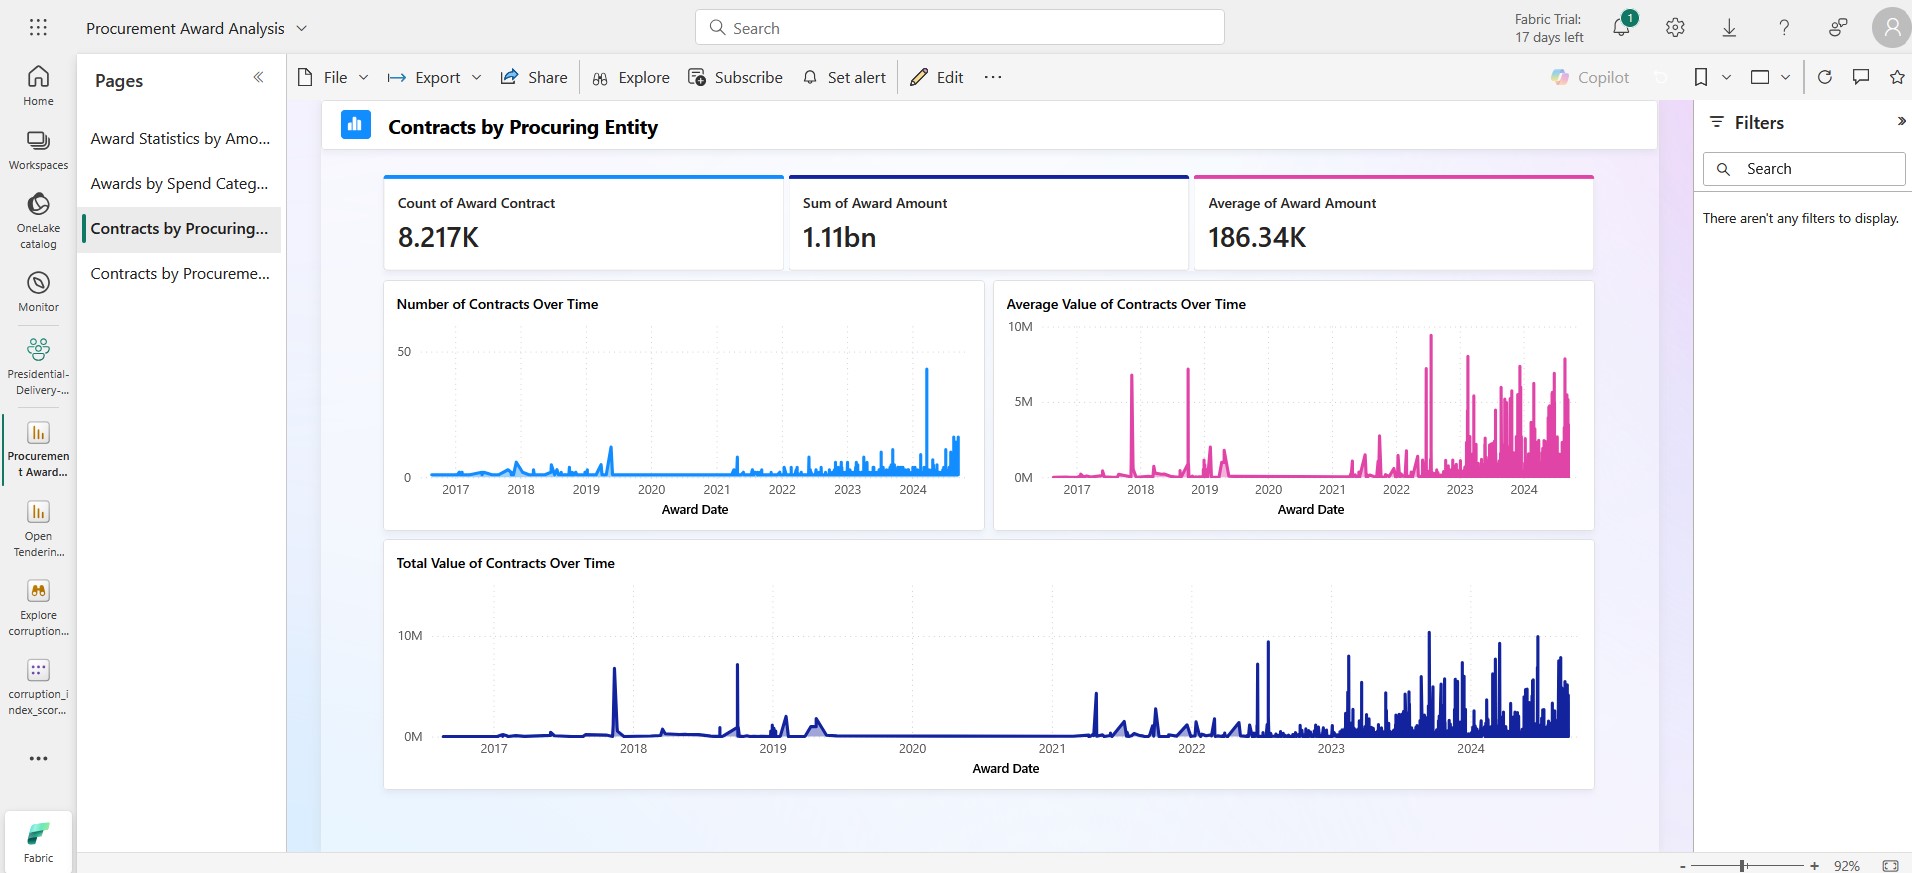 Procurement Award Analysis
Search
Fabric Trial:
17 days left
1
Home
Workspaces
OneLake
catalog
Monitor
Presidential-
Delivery-...
Procuremen
t Award...
Open
Tenderin...
Explore
corruption...
corruption_i
ndex_scor...
Fabric
Pages
Award Statistics by Amo...
Awards by Spend Categ...
Contracts by Procuring...
Contracts by Procureme...
File
Export
Share
Explore
Subscribe
Set alert
Edit
Copilot
Contracts by Procuring Entity
Count of Award Contract
8.217K
Sum of Award Amount
1.11bn
Average of Award Amount
186.34K
Number of Contracts Over Time
50
0
2017 2018 2019 2020 2021 2022 2023 2024
Award Date
Average Value of Contracts Over Time
10M
5M
0M
2017 2018 2019 2020 2021 2022 2023 2024
Award Date
Total Value of Contracts Over Time
10M
0M
2017 2018 2019 2020 2021 2022 2023 2024
Award Date
Filters
Search
There aren't any filters to display.
- + 92%